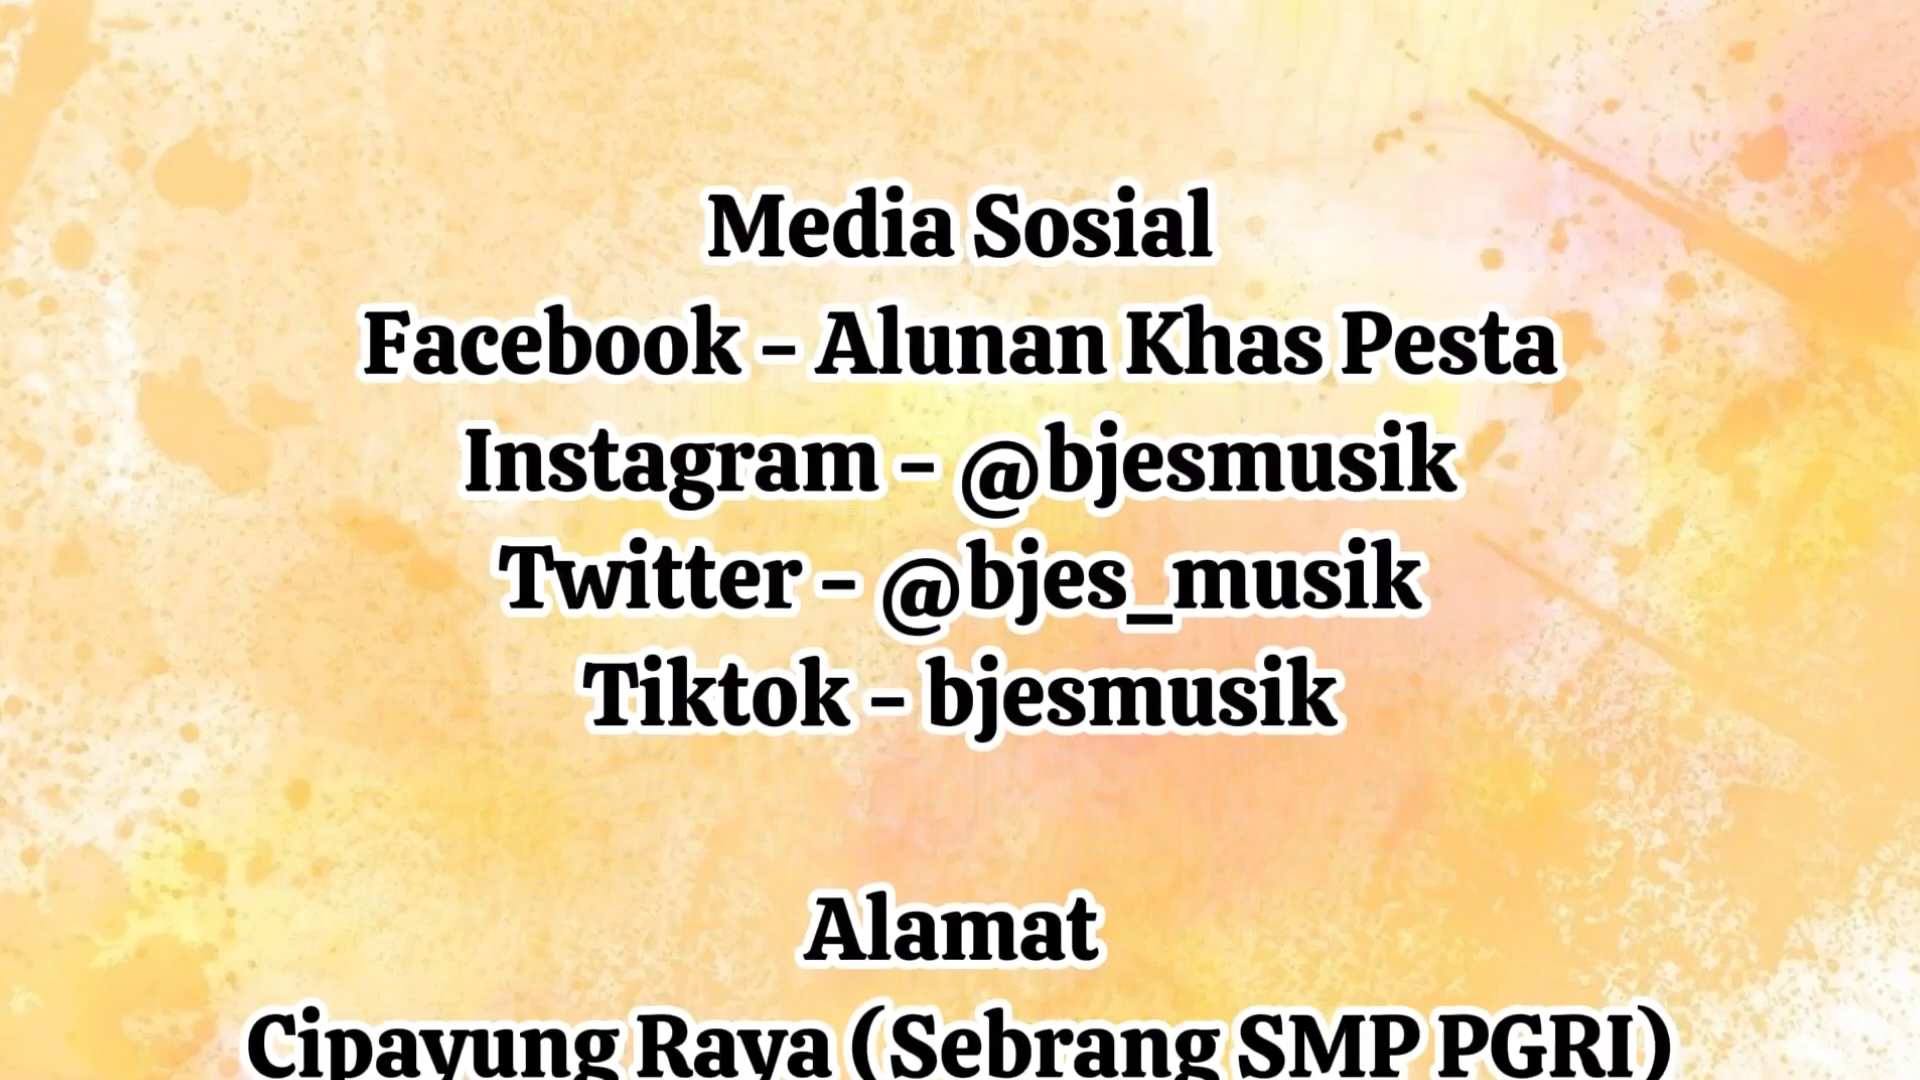 Media Sosial
Facebook - Alunan Khas Pesta
Instagram - @bjesmusik
Twitter - @bjes_musik
Tiktok - bjesmusik
Alamat
Cipayung Raya (Sebrang SMP PGRI)